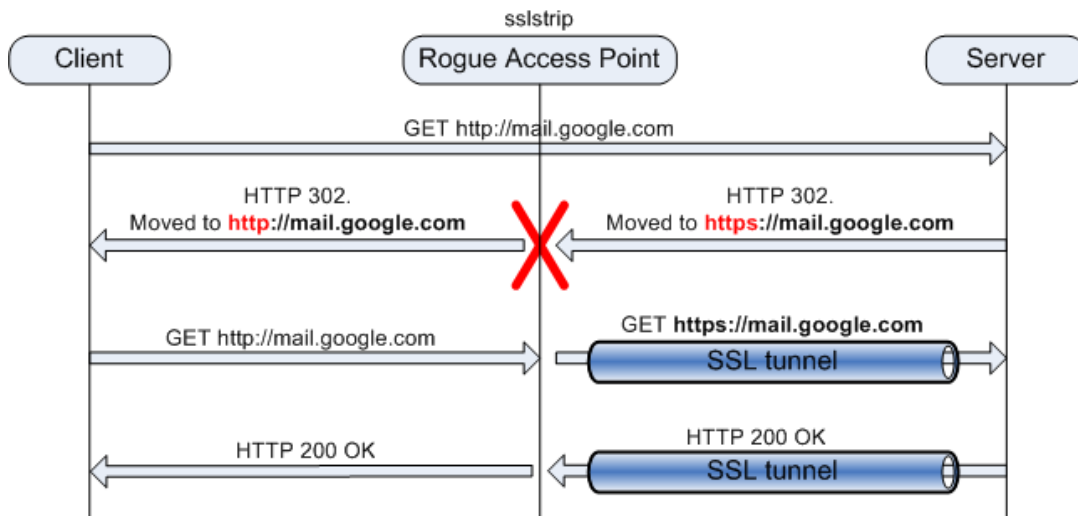 sslstrip
Client
Rogue Access Point
Server
GET http://mail.google.com
HTTP 302.
Moved to http://mail.google.com
HTTP 302.
Moved to https://mail.google.com
GET http://mail.google.com
GET https://mail.google.com
SSL tunnel
HTTP 200 OK
HTTP 200 OK
SSL tunnel